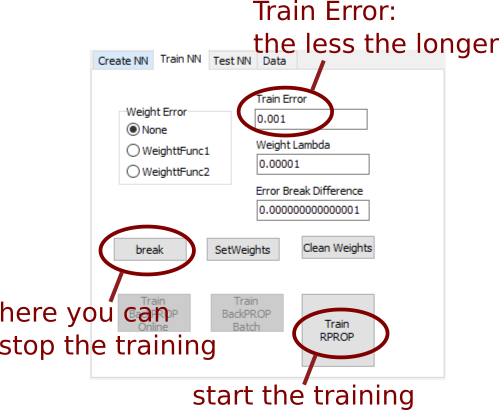 Train Error:
the less the longer
Create NN Train NN Test NN Data
Train Error
0.001
Weight Error
None
WeighttFunc1
WeighttFunc2
Weight Lambda
0.00001
Error Break Difference
0.000000000000001
break SetWeights Clean Weights
here you can
stop the training
Train
BackPROP
Online
Train
BackPROP
Batch
Train
RPROP
start the training